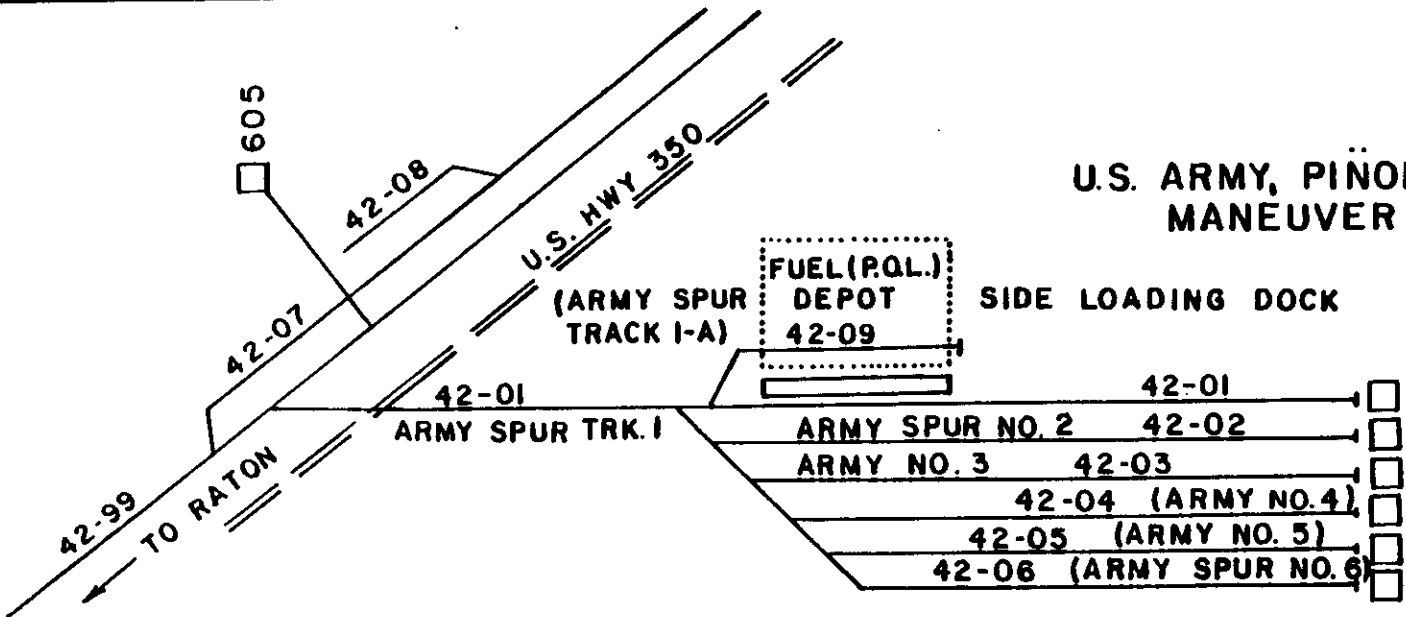 605
42-08
U.S. HWY 350
U.S. ARMY, PIÑO
MANEUVER
FUEL (P.O.L.)
DEPOT
42-09
(ARMY SPUR
TRACK 1-A)
SIDE LOADING DOCK
42-07
42-01
ARMY SPUR TRK. 1
42-01
ARMY SPUR NO. 2 42-02
ARMY NO. 3 42-03
42-04 (ARMY NO. 4)
42-05 (ARMY NO. 5)
42-06 (ARMY SPUR NO. 6)
42-99
TO RATON